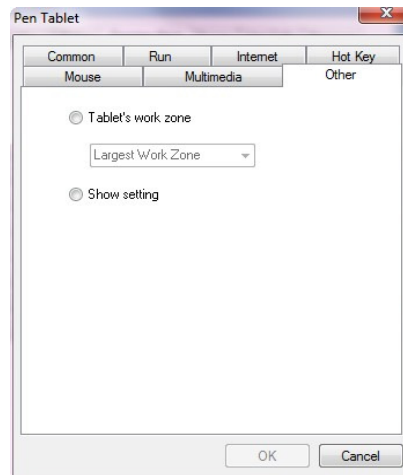 Pen Tablet
Common Run Internet Hot Key
Mouse Multimedia Other
Tablet's work zone
Largest Work Zone
Show setting
OK Cancel